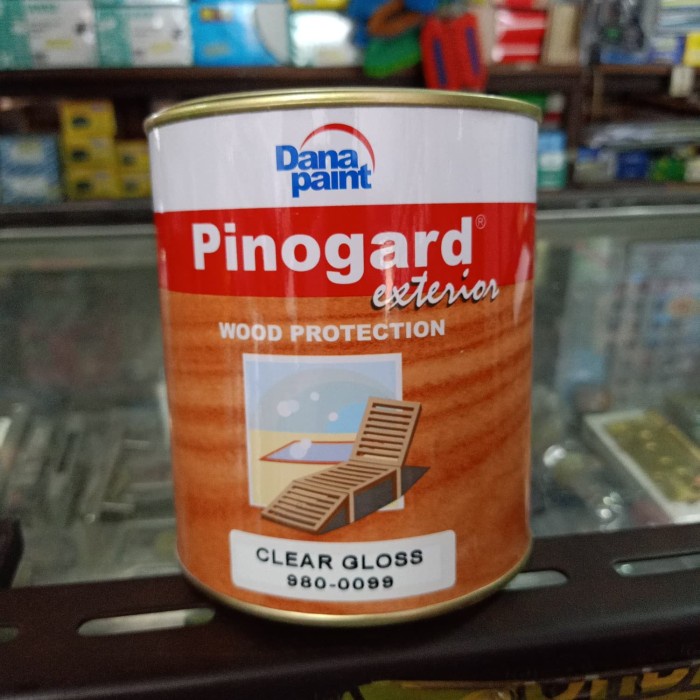 Dana
paint
Pinogard®
exterior
WOOD PROTECTION
CLEAR GLOSS
980-0099